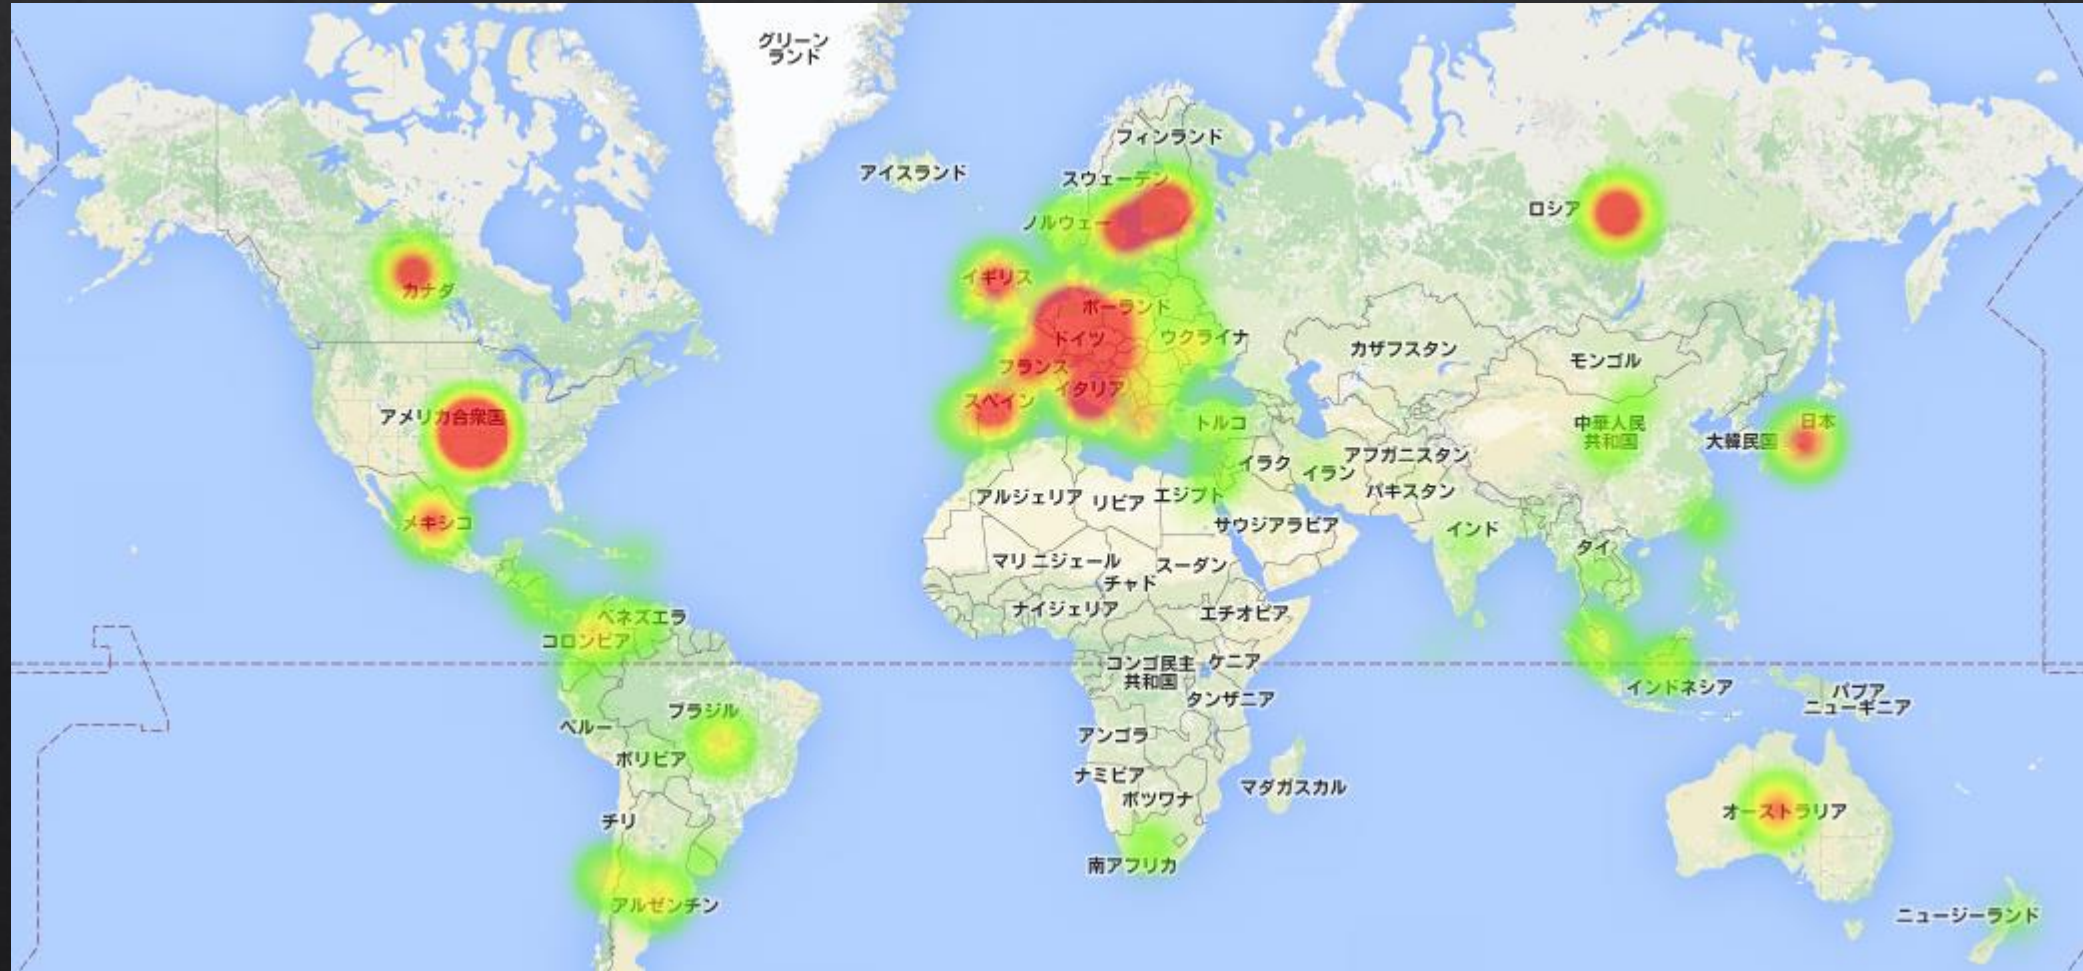 グリーン
ランド
フィンランド
アイスランド
スウェーデン
ノルウェー
ロシア
イギリス
カナダ
ポーランド
ドイツ
ウクライナ
カザフスタン
モンゴル
フランス
イタリア
スペイン
アメリカ合衆国
トルコ
中華人民
共和国
日本
大韓民国
イラク
イラン
アフガニスタン
パキスタン
アルジェリア
リビア
エジプト
メキシコ
サウジアラビア
インド
タイ
マリ
ニジェール
スーダン
チャド
ナイジェリア
エチオピア
ベネズエラ
コロンビア
コンゴ民主
共和国
ケニア
インドネシア
タンザニア
パプア
ニューギニア
ブラジル
ペルー
アンゴラ
ボリビア
ナミビア
ボツワナ
マダガスカル
チリ
オーストラリア
南アフリカ
アルゼンチン
ニュージーランド